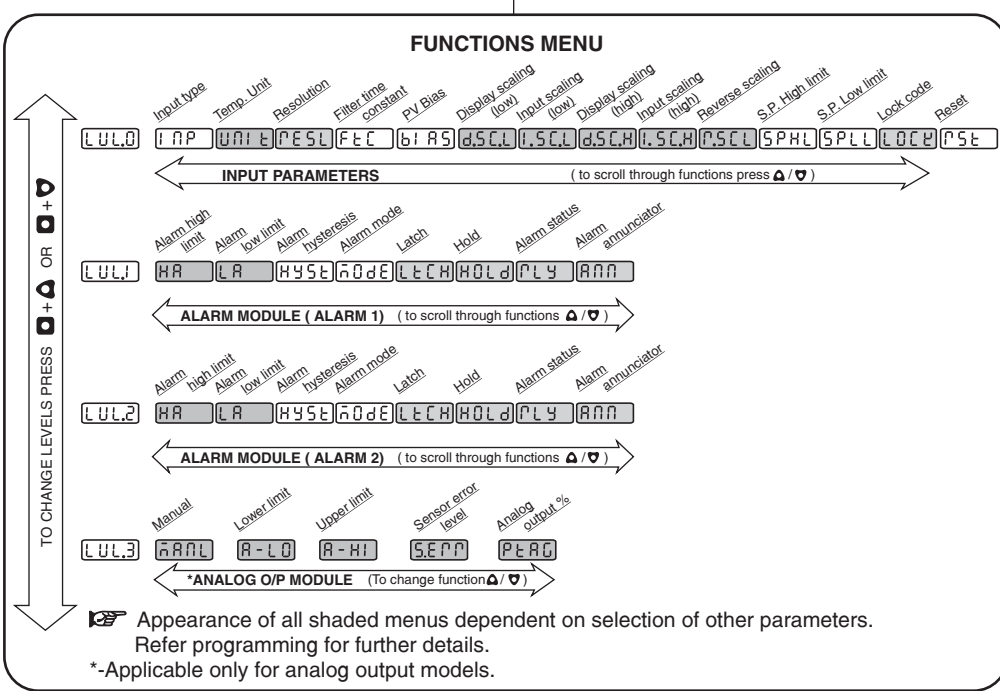 FUNCTIONS MENU
TO CHANGE LEVELS PRESS + OR +
Input type Temp. Unit Resolution Filter time constant PV Bias Display scaling (low) Input scaling (low) Display scaling (high) Input scaling (high) Reverse scaling S.P. High limit S.P. Low limit Lock code Reset
LVL.0 INP UNIt RESL FtC bIAS d.SC.L I.SC.L d.SC.H I.SC.H R.SCL SPHL SPLL LOCK RSt
INPUT PARAMETERS ( to scroll through functions press / )
Alarm high limit Alarm low limit Alarm hysteresis Alarm mode Latch Hold Alarm status Alarm annunciator
LVL.1 HA LA HYSt MOdE LtCH HOLd RLY ANN
ALARM MODULE ( ALARM 1) ( to scroll through functions / )
Alarm high limit Alarm low limit Alarm hysteresis Alarm mode Latch Hold Alarm status Alarm annunciator
LVL.2 HA LA HYSt MOdE LtCH HOLd RLY ANN
ALARM MODULE ( ALARM 2) ( to scroll through functions / )
Manual Lower limit Upper limit Sensor error level Analog output %
LVL.3 MANL A-LO A-HI S.ERR PtAG
*ANALOG O/P MODULE (To change function / )
Appearance of all shaded menus dependent on selection of other parameters.
Refer programming for further details.
*-Applicable only for analog output models.